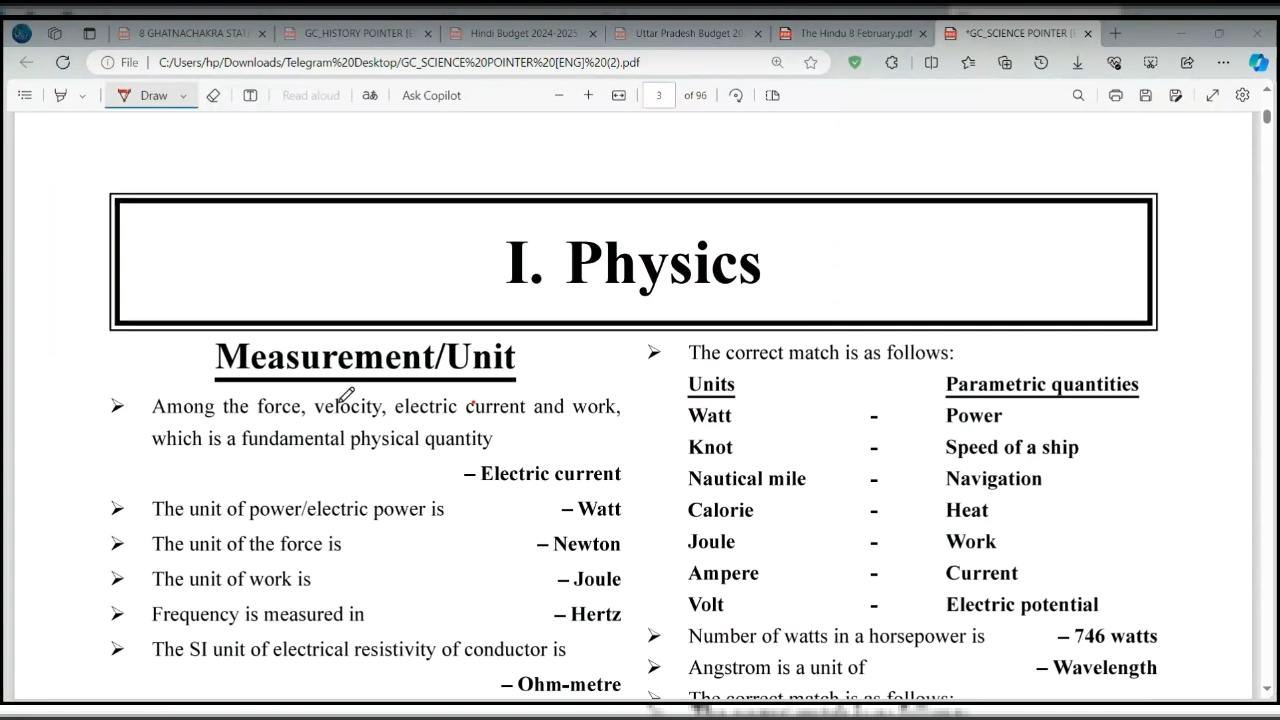 8 GHATNACHAKRA STAT
GC_HISTORY POINTER [E
Hindi Budget 2024-2025
Uttar Pradesh Budget 20
The Hindu 8 February.pdf
*GC_SCIENCE POINTER [
File
C:/Users/hp/Downloads/Telegram%20Desktop/GC_SCIENCE%20POINTER%20[ENG]%20(2).pdf
Draw
Read aloud
Ask Copilot
3
of 96
I. Physics
Measurement/Unit
Among the force, velocity, electric current and work,
which is a fundamental physical quantity
– Electric current
The unit of power/electric power is – Watt
The unit of the force is – Newton
The unit of work is – Joule
Frequency is measured in – Hertz
The SI unit of electrical resistivity of conductor is
– Ohm-metre
The correct match is as follows:
Units Parametric quantities
Watt - Power
Knot - Speed of a ship
Nautical mile - Navigation
Calorie - Heat
Joule - Work
Ampere - Current
Volt - Electric potential
Number of watts in a horsepower is – 746 watts
Angstrom is a unit of – Wavelength
The correct match is as follows: